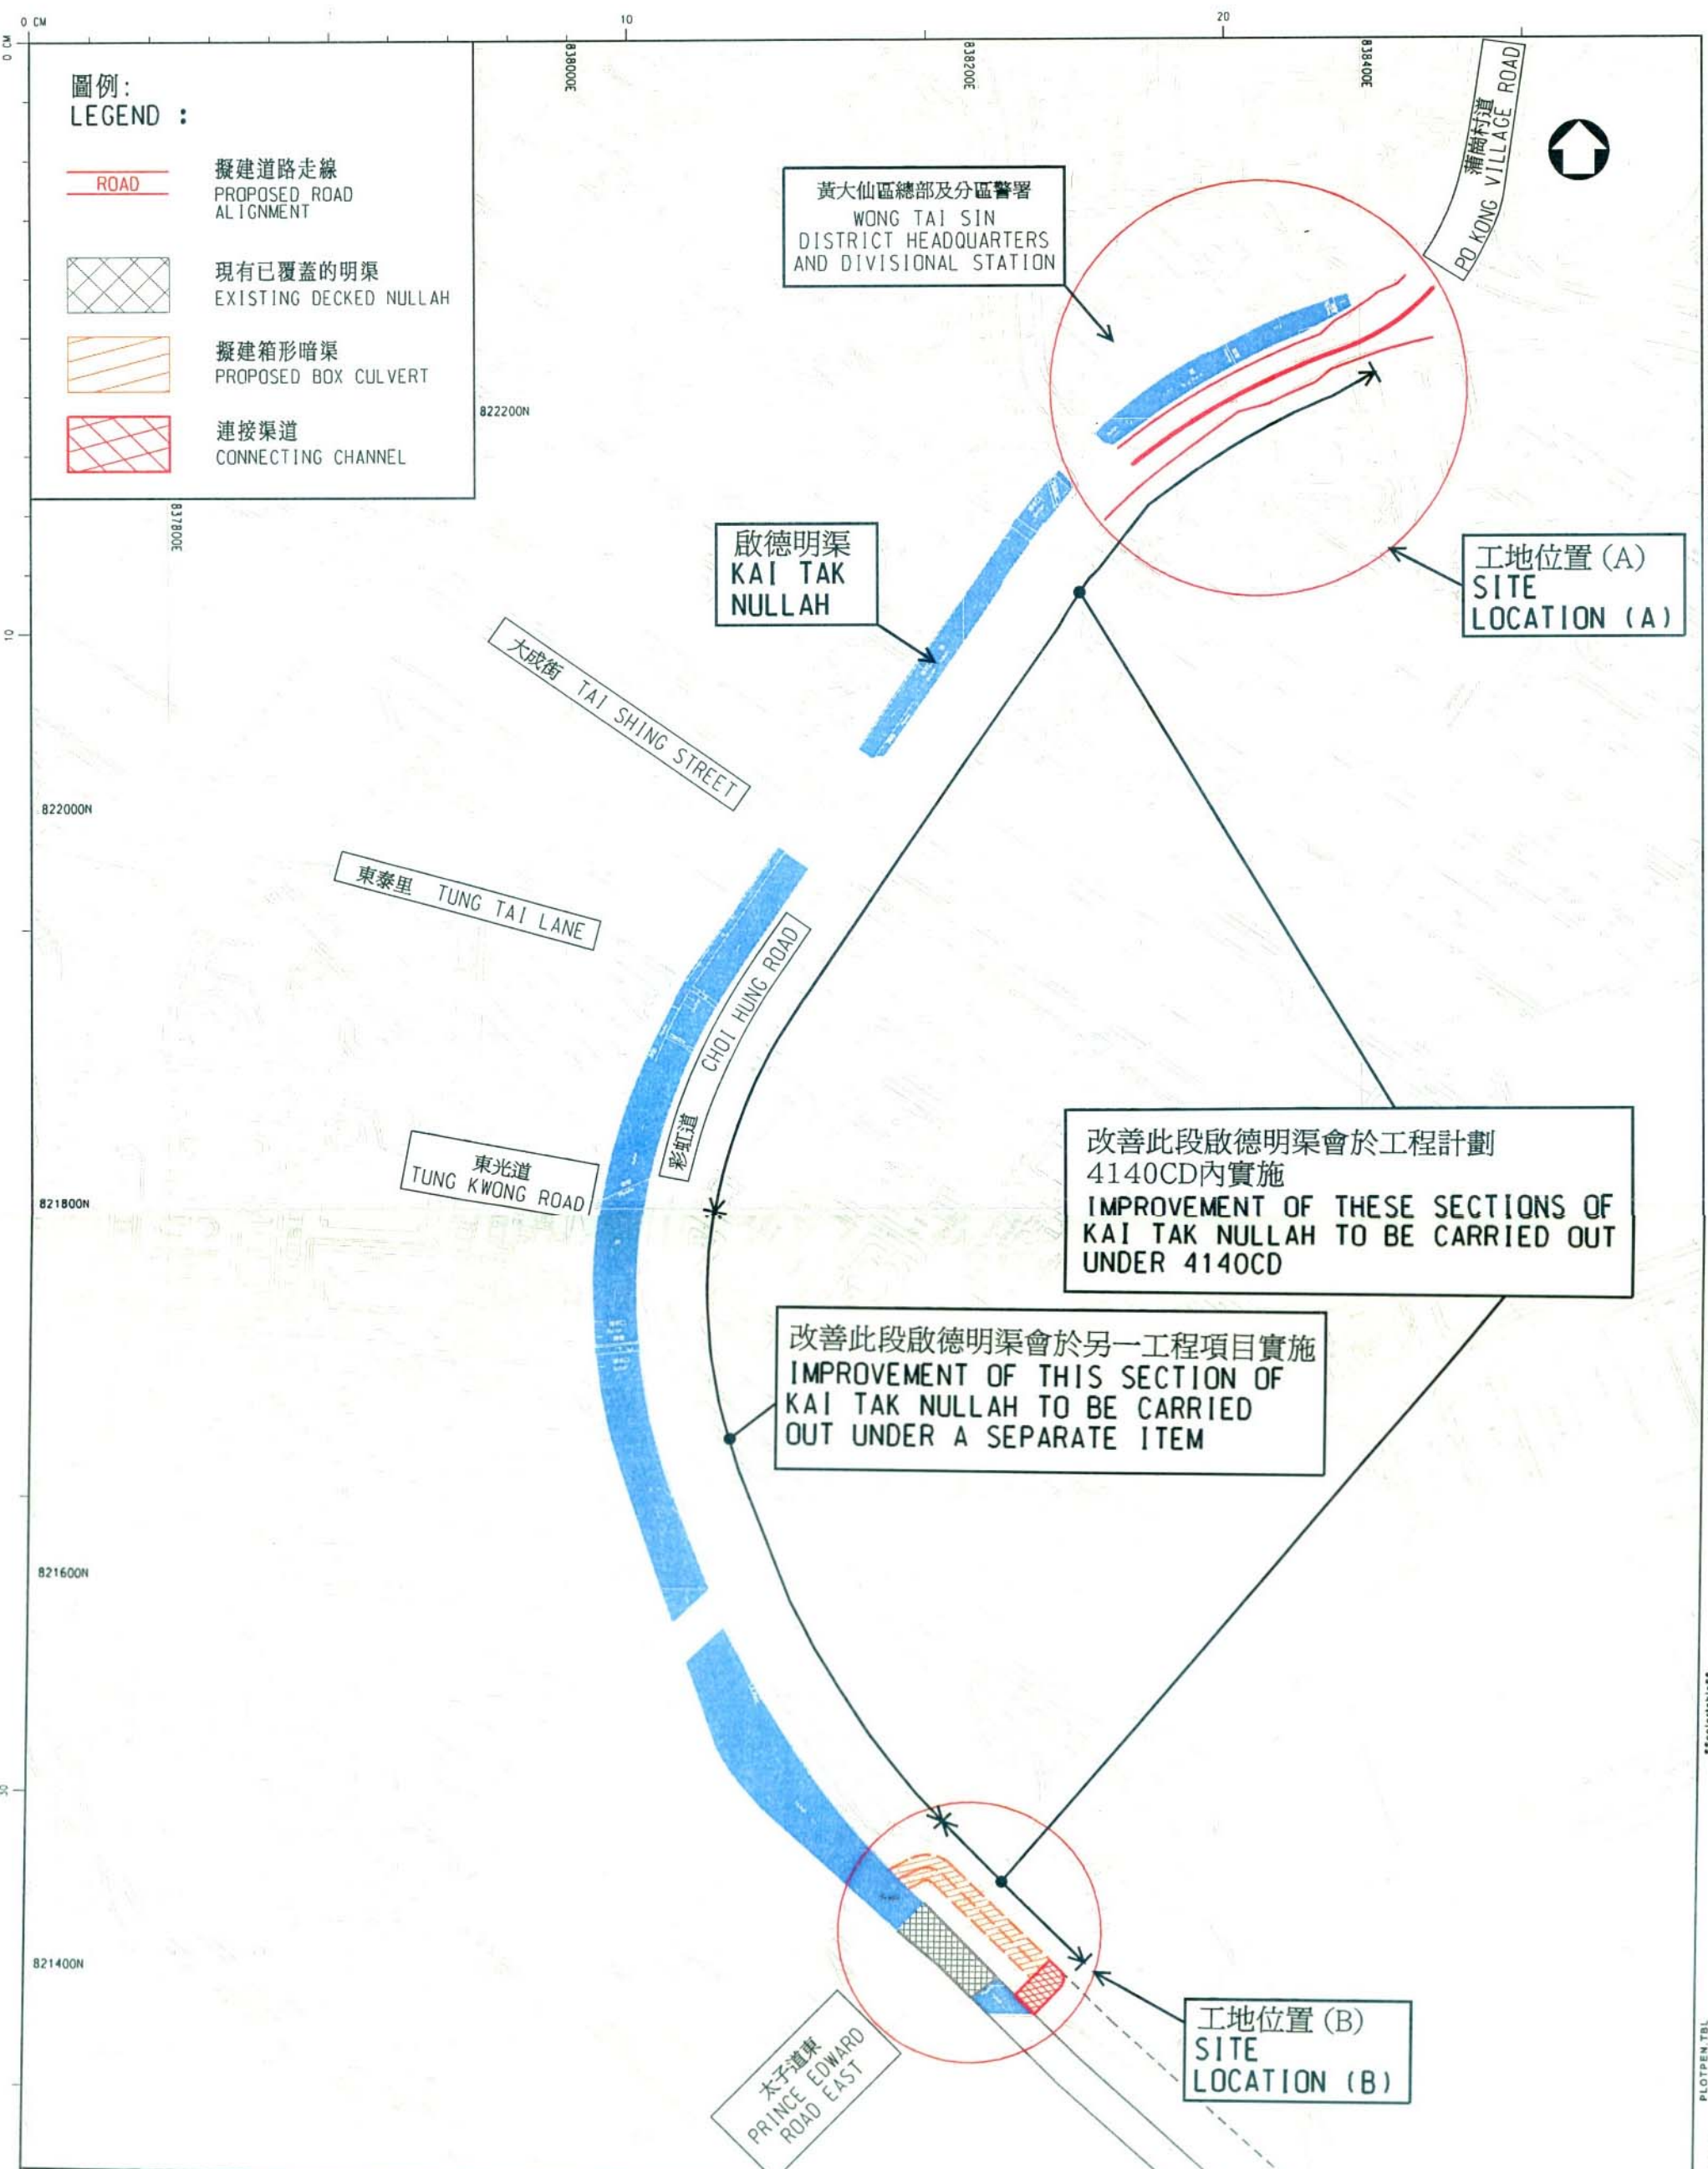 0 CM
10
20
0 CM
838000E
838200E
838400E
圖例:
LEGEND :
ROAD
擬建道路走線
PROPOSED ROAD
ALIGNMENT
現有已覆蓋的明渠
EXISTING DECKED NULLAH
擬建箱形暗渠
PROPOSED BOX CULVERT
連接渠道
CONNECTING CHANNEL
蒲崗村道
PO KONG VILLAGE ROAD
黃大仙區總部及分區警署
WONG TAI SIN
DISTRICT HEADQUARTERS
AND DIVISIONAL STATION
822200N
837800E
啟德明渠
KAI TAK
NULLAH
工地位置 (A)
SITE
LOCATION (A)
10
大成街 TAI SHING STREET
822000N
東泰里 TUNG TAI LANE
彩虹道 CHOI HUNG ROAD
東光道
TUNG KWONG ROAD
821800N
改善此段啟德明渠會於工程計劃
4140CD內實施
IMPROVEMENT OF THESE SECTIONS OF
KAI TAK NULLAH TO BE CARRIED OUT
UNDER 4140CD
改善此段啟德明渠會於另一工程項目實施
IMPROVEMENT OF THIS SECTION OF
KAI TAK NULLAH TO BE CARRIED
OUT UNDER A SEPARATE ITEM
821600N
821400N
工地位置 (B)
SITE
LOCATION (B)
太子道東
PRINCE EDWARD
ROAD EAST
PLOTPEN.TBL